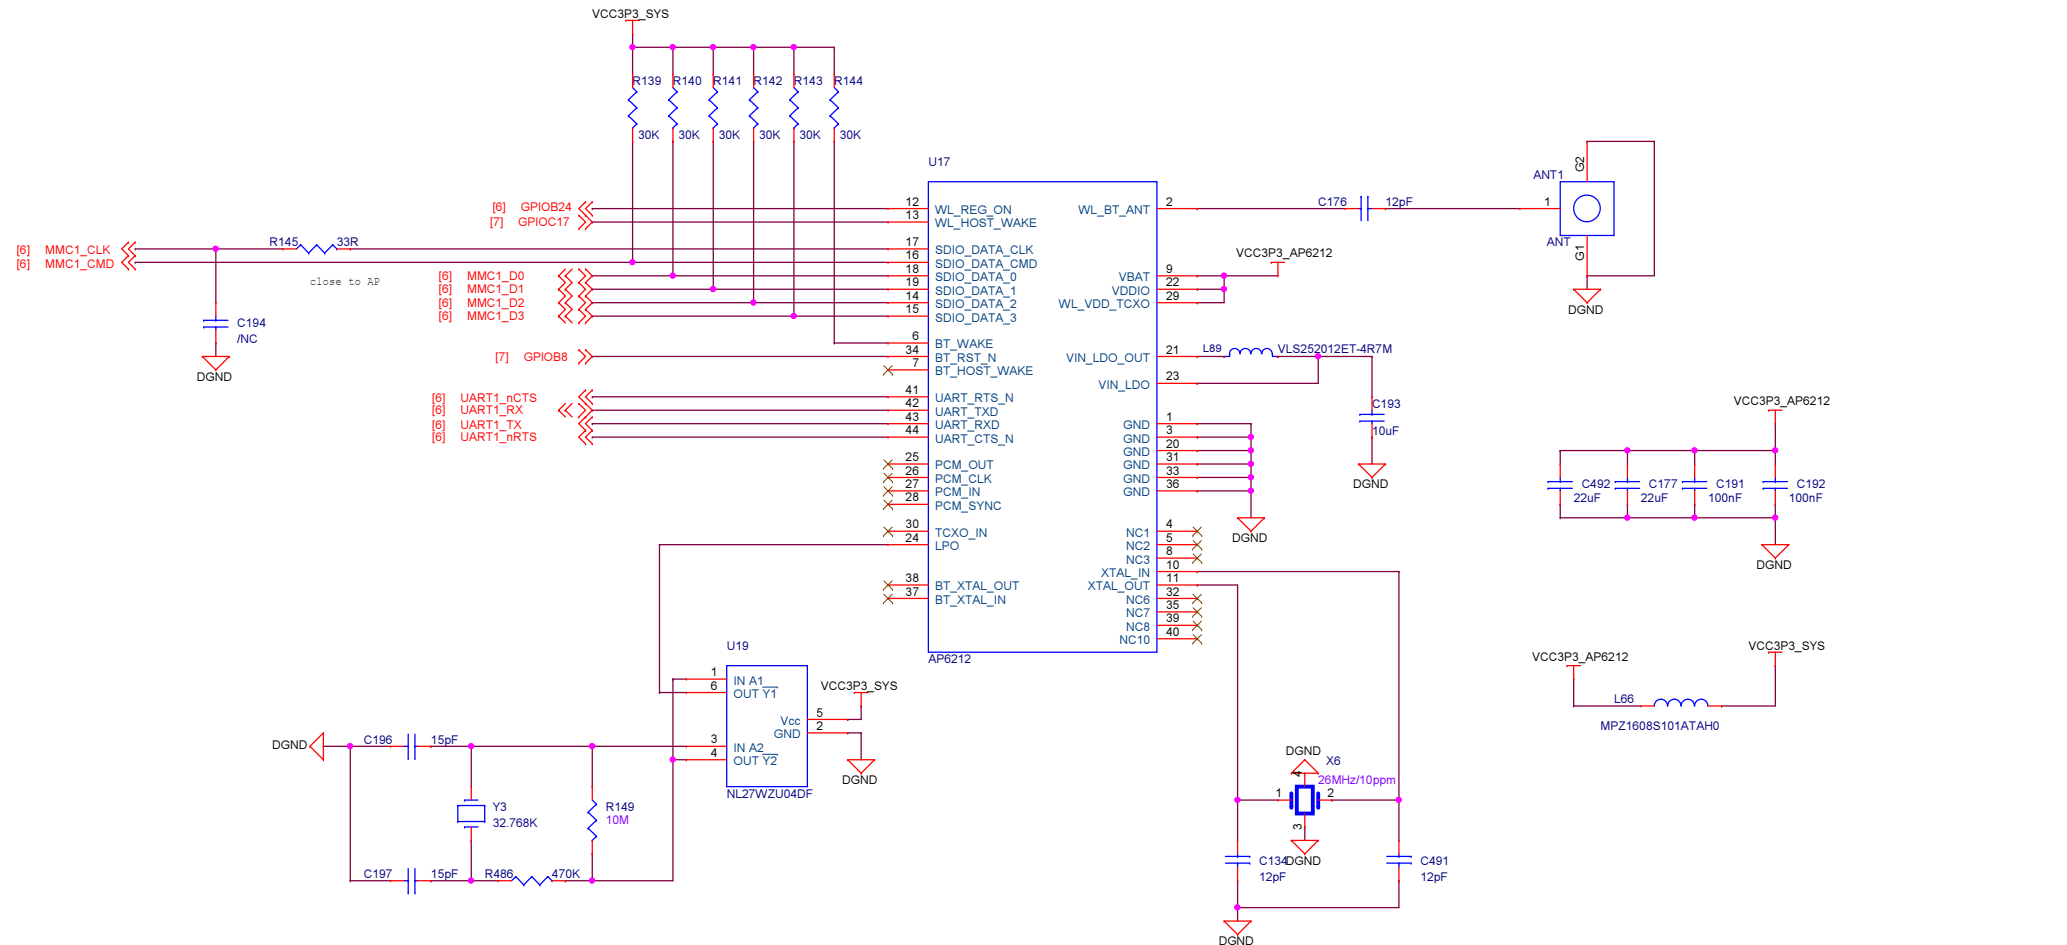 VCC3P3_SYS
R139 R140 R141 R142 R143 R144
30K 30K 30K 30K 30K 30K
U17
[6] GPIOB24
[7] GPIOC17
[6] MMC1_CLK
[6] MMC1_CMD
R145 33R
close to AP
C194
/NC
DGND
[6] MMC1_D0
[6] MMC1_D1
[6] MMC1_D2
[6] MMC1_D3
[7] GPIOB8
[6] UART1_nCTS
[6] UART1_RX
[6] UART1_TX
[6] UART1_nRTS
12 WL_REG_ON
13 WL_HOST_WAKE
17 SDIO_DATA_CLK
16 SDIO_DATA_CMD
18 SDIO_DATA_0
19 SDIO_DATA_1
14 SDIO_DATA_2
15 SDIO_DATA_3
6 BT_WAKE
34 BT_RST_N
7 BT_HOST_WAKE
41 UART_RTS_N
42 UART_TXD
43 UART_RXD
44 UART_CTS_N
25 PCM_OUT
26 PCM_CLK
27 PCM_IN
28 PCM_SYNC
30 TCXO_IN
24 LPO
38 BT_XTAL_OUT
37 BT_XTAL_IN
WL_BT_ANT 2
VBAT 9
VDDIO 22
WL_VDD_TCXO 29
VIN_LDO_OUT 21
VIN_LDO 23
GND 1
GND 3
GND 20
GND 31
GND 33
GND 36
NC1 4
NC2 5
NC3 8
XTAL_IN 10
XTAL_OUT 11
NC6 32
NC7 35
NC8 39
NC10 40
AP6212
C176 12pF
ANT1
1
G2
G1
ANT
DGND
VCC3P3_AP6212
L89 VLS252012ET-4R7M
C193
10uF
DGND
DGND
VCC3P3_AP6212
C492 C177 C191 C192
22uF 22uF 100nF 100nF
DGND
VCC3P3_AP6212
VCC3P3_SYS
L66
MPZ1608S101ATAH0
U19
1 IN A1
6 OUT Y1
3 IN A2
4 OUT Y2
Vcc 5
GND 2
NL27WZU04DF
VCC3P3_SYS
DGND
DGND
C196 15pF
Y3
32.768K
R149
10M
C197 15pF
R486 470K
DGND
X6
26MHz/10ppm
4
1 2
3
DGND
C134
12pF
C491
12pF
DGND